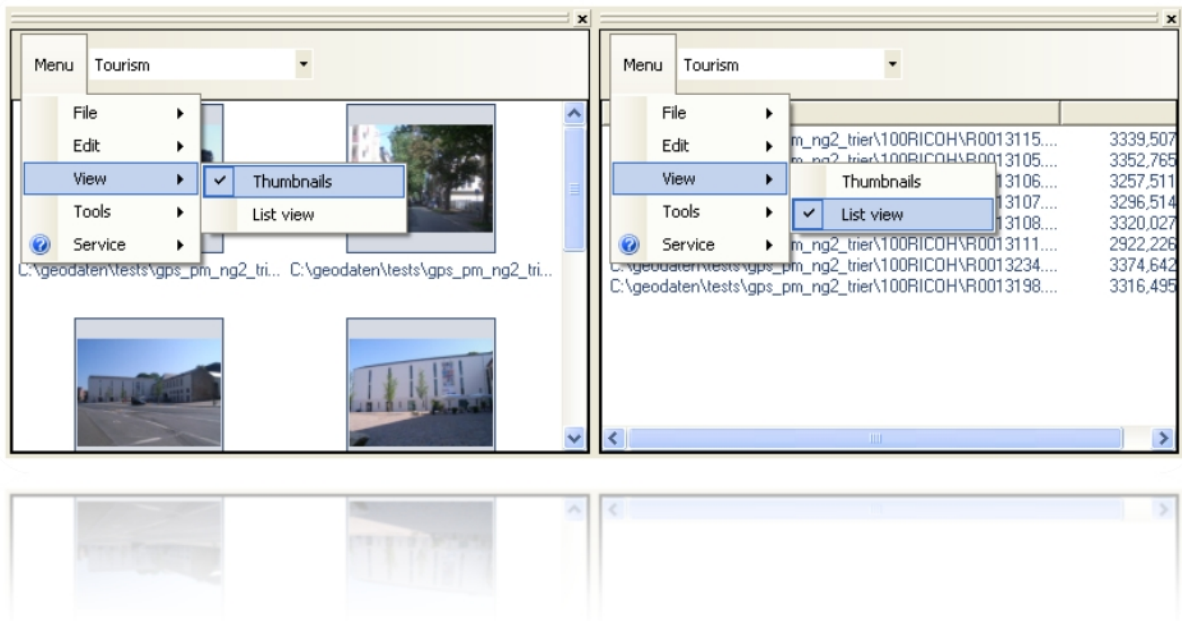 Menu Tourism
File
Edit
View
Thumbnails
Tools
List view
Service
C:\geodaten\tests\gps_pm_ng2_tri... C:\geodaten\tests\gps_pm_ng2_tri...
Menu Tourism
File
Edit
View
Thumbnails
Tools
List view
Service
m_ng2_trier\100RICOH\R0013115.... 3339,507
m_ng2_trier\100RICOH\R0013105.... 3352,765
13106.... 3257,511
13107.... 3296,514
13108.... 3320,027
m_ng2_trier\100RICOH\R0013111.... 2922,226
C:\geodaten\tests\gps_pm_ng2_trier\100RICOH\R0013234.... 3374,642
C:\geodaten\tests\gps_pm_ng2_trier\100RICOH\R0013198.... 3316,495